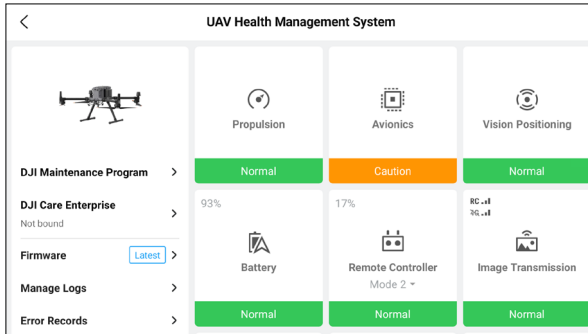 UAV Health Management System
DJI Maintenance Program
DJI Care Enterprise
Not bound
Firmware Latest
Manage Logs
Error Records
Propulsion
Normal
Avionics
Caution
Vision Positioning
Normal
93%
Battery
Normal
17%
Remote Controller
Mode 2
Normal
RC
Image Transmission
Normal